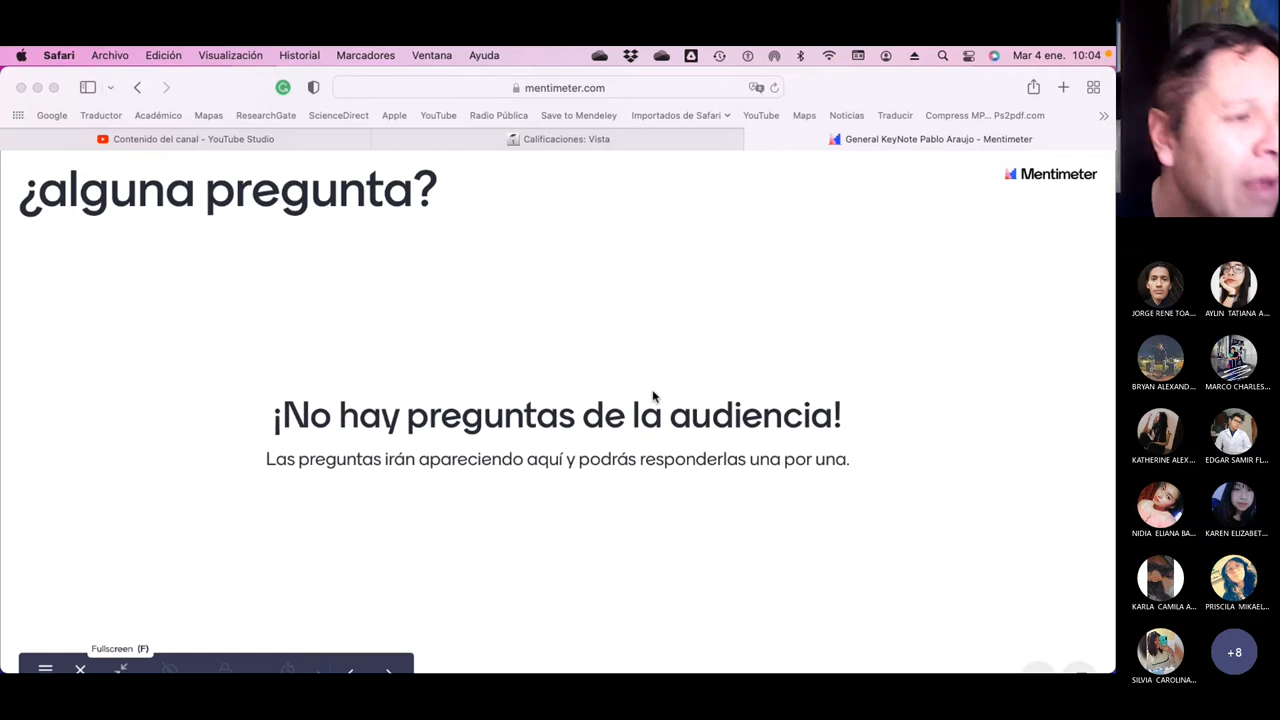 Safari Archivo Edición Visualización Historial Marcadores Ventana Ayuda Mar 4 ene. 10:04
mentimeter.com
Google Traductor Académico Mapas ResearchGate ScienceDirect Apple YouTube Radio Pública Save to Mendeley Importados de Safari YouTube Maps Noticias Traducir Compress MP... Ps2pdf.com
Contenido del canal - YouTube Studio Calificaciones: Vista General KeyNote Pablo Araujo - Mentimeter
¿alguna pregunta?
Mentimeter
¡No hay preguntas de la audiencia!
Las preguntas irán apareciendo aquí y podrás responderlas una por una.
Fullscreen (F)
JORGE RENE TOA... AYLIN TATIANA A...
BRYAN ALEXAND... MARCO CHARLES...
KATHERINE ALEX... EDGAR SAMIR FL...
NIDIA ELIANA BA... KAREN ELIZABET...
KARLA CAMILA A... PRISCILA MIKAEL...
SILVIA CAROLINA... +8